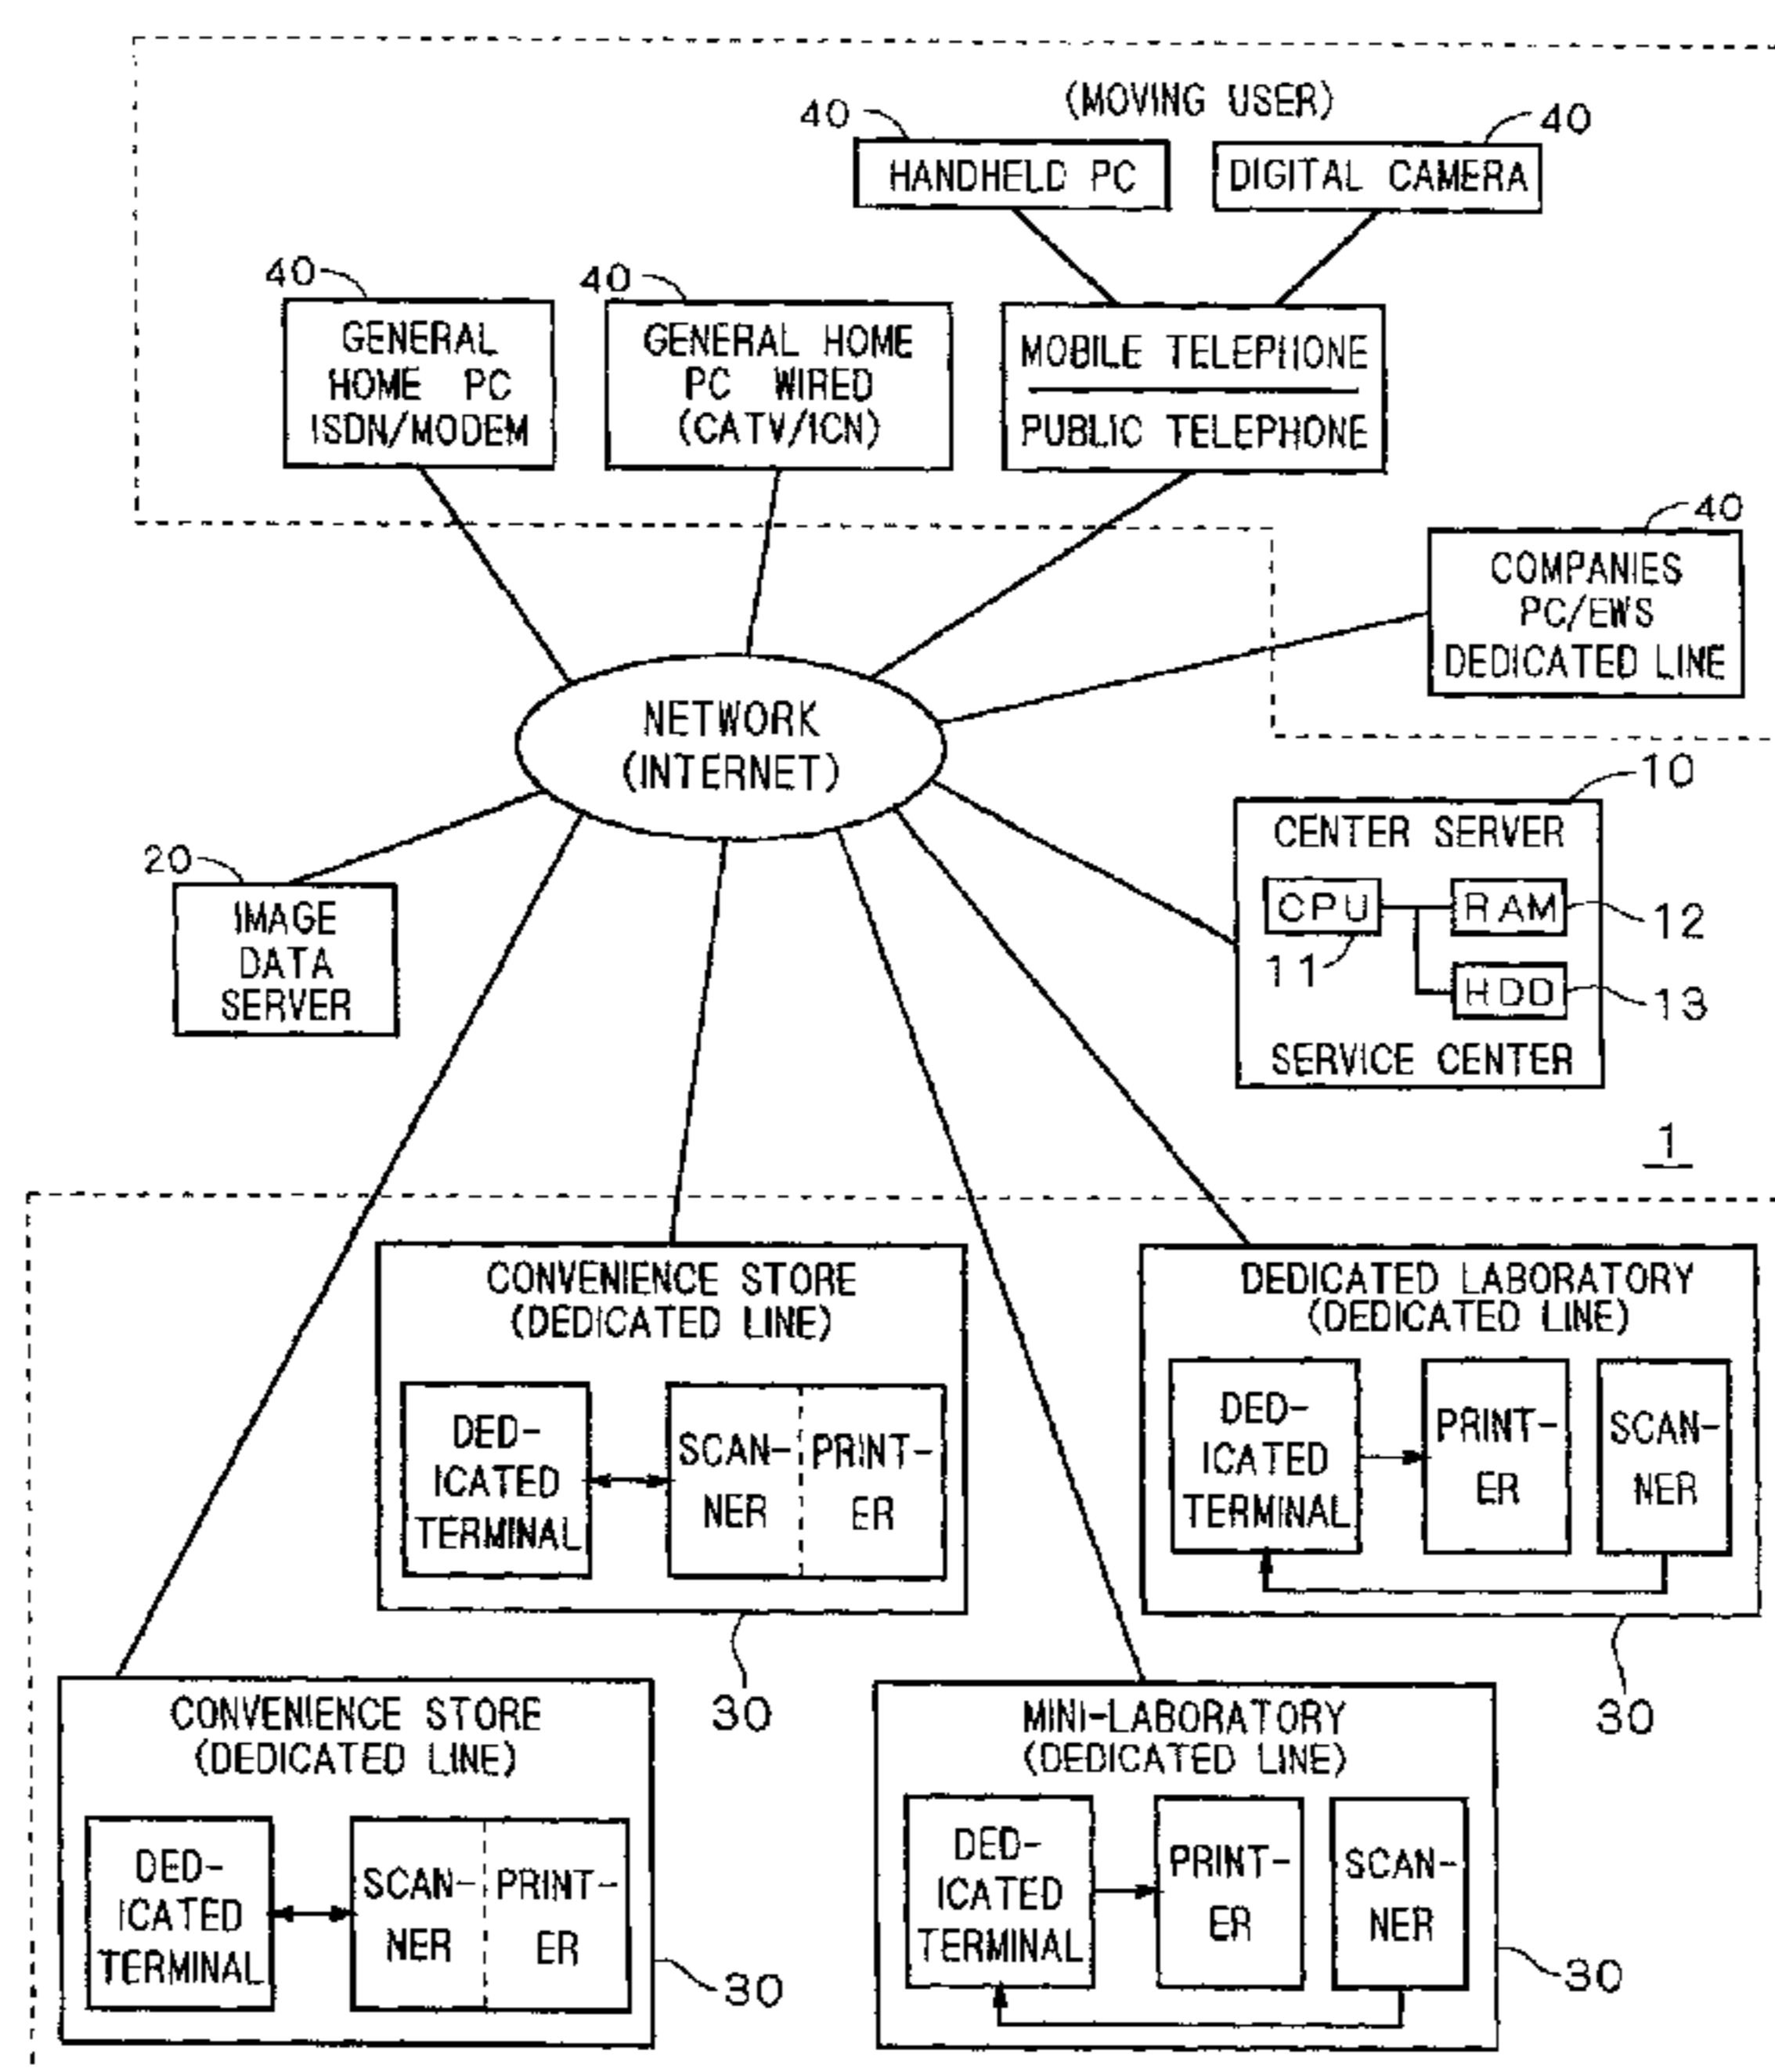 (MOVING USER)
40
40
HANDHELD PC
DIGITAL CAMERA
40
40
GENERAL
HOME PC
ISDN/MODEM
GENERAL HOME
PC WIRED
(CATV/ICN)
MOBILE TELEPHONE
PUBLIC TELEPHONE
40
COMPANIES
PC/EWS
DEDICATED LINE
NETWORK
(INTERNET)
10
CENTER SERVER
CPU
RAM
11
12
HDD
13
SERVICE CENTER
20
IMAGE
DATA
SERVER
1
CONVENIENCE STORE
(DEDICATED LINE)
DED-
ICATED
TERMINAL
SCAN-
NER
PRINT-
ER
30
DEDICATED LABORATORY
(DEDICATED LINE)
DED-
ICATED
TERMINAL
PRINT-
ER
SCAN-
NER
30
CONVENIENCE STORE
(DEDICATED LINE)
DED-
ICATED
TERMINAL
SCAN-
NER
PRINT-
ER
30
MINI-LABORATORY
(DEDICATED LINE)
DED-
ICATED
TERMINAL
PRINT-
ER
SCAN-
NER
30